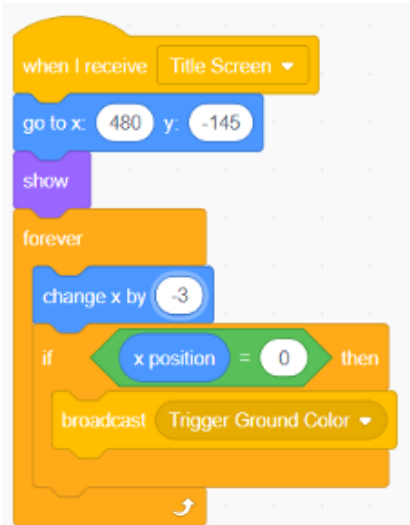 when I receive Title Screen
go to x: 480 y: -145
show
forever
change x by -3
if x position = 0 then
broadcast Trigger Ground Color